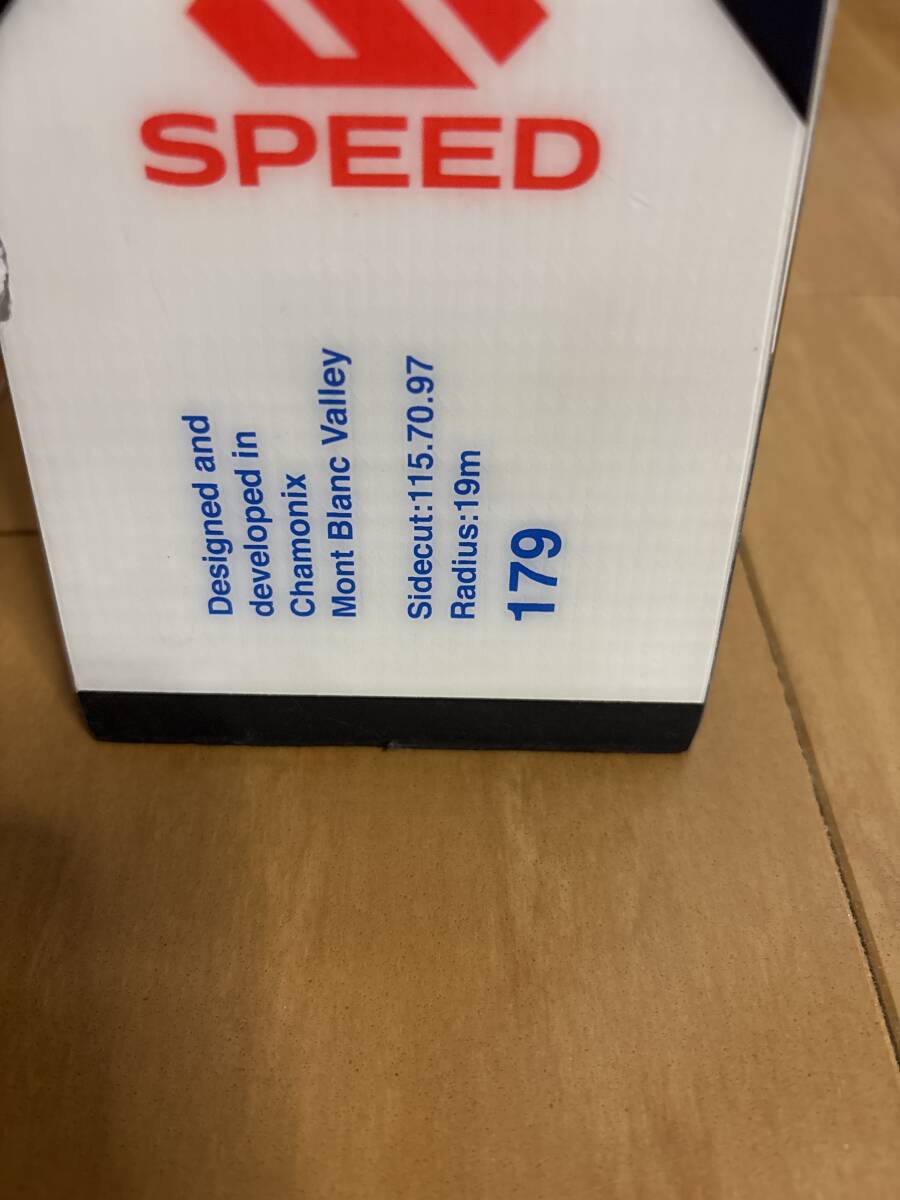 SPEED
Designed and
developed in
Chamonix
Mont Blanc Valley
Sidecut:115.70.97
Radius:19m
179